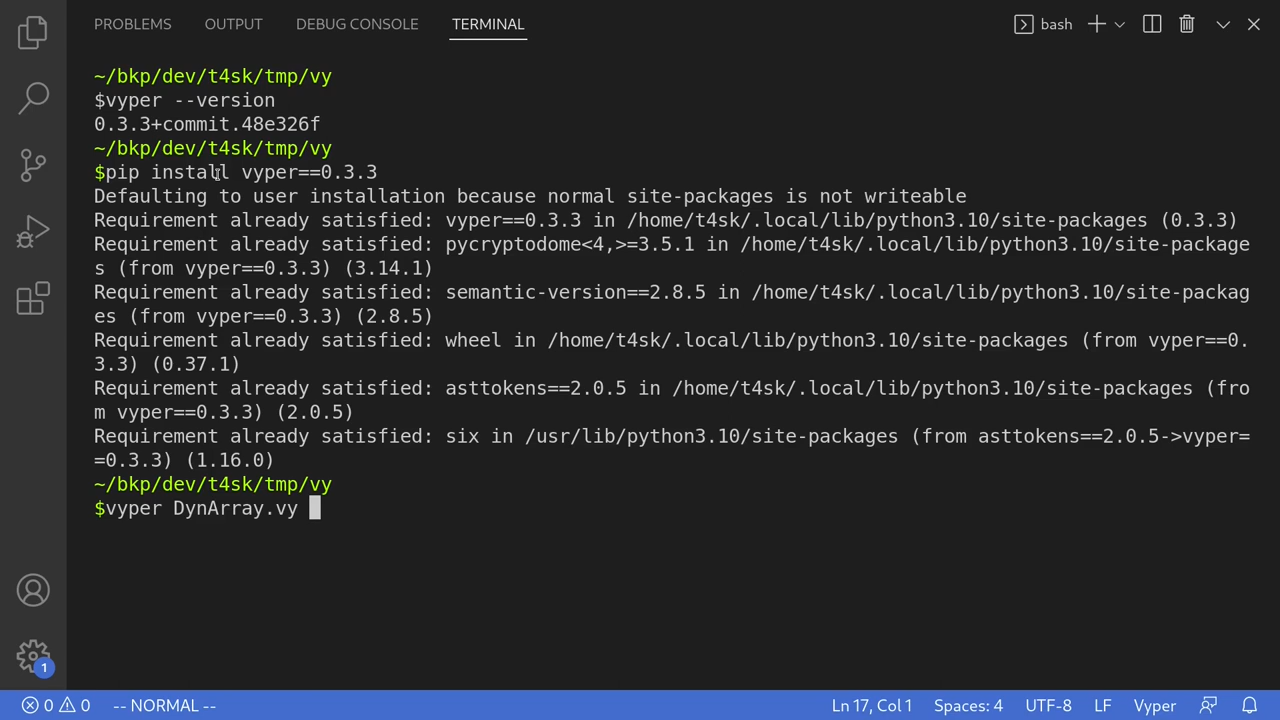 PROBLEMS OUTPUT DEBUG CONSOLE TERMINAL bash
~/bkp/dev/t4sk/tmp/vy
$vyper --version
0.3.3+commit.48e326f
~/bkp/dev/t4sk/tmp/vy
$pip install vyper==0.3.3
Defaulting to user installation because normal site-packages is not writeable
Requirement already satisfied: vyper==0.3.3 in /home/t4sk/.local/lib/python3.10/site-packages (0.3.3)
Requirement already satisfied: pycryptodome<4,>=3.5.1 in /home/t4sk/.local/lib/python3.10/site-package
s (from vyper==0.3.3) (3.14.1)
Requirement already satisfied: semantic-version==2.8.5 in /home/t4sk/.local/lib/python3.10/site-packag
es (from vyper==0.3.3) (2.8.5)
Requirement already satisfied: wheel in /home/t4sk/.local/lib/python3.10/site-packages (from vyper==0.
3.3) (0.37.1)
Requirement already satisfied: asttokens==2.0.5 in /home/t4sk/.local/lib/python3.10/site-packages (fro
m vyper==0.3.3) (2.0.5)
Requirement already satisfied: six in /usr/lib/python3.10/site-packages (from asttokens==2.0.5->vyper=
=0.3.3) (1.16.0)
~/bkp/dev/t4sk/tmp/vy
$vyper DynArray.vy
1
0 0 -- NORMAL -- Ln 17, Col 1 Spaces: 4 UTF-8 LF Vyper